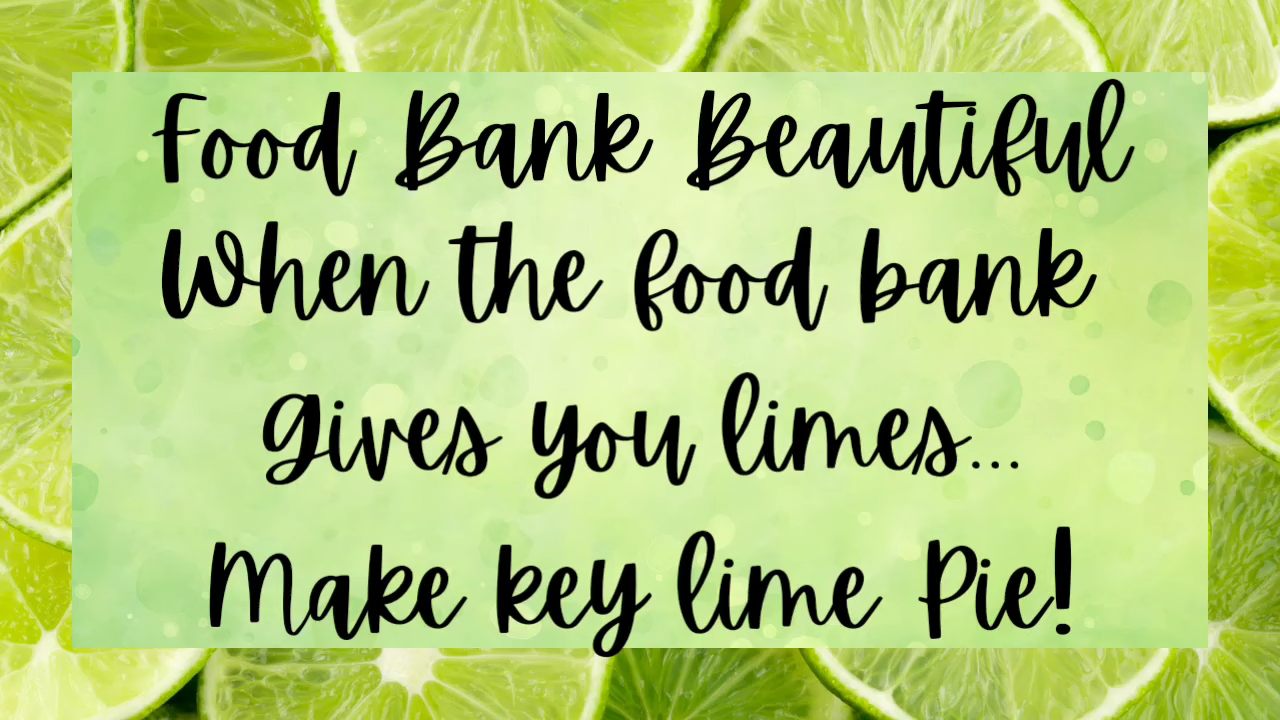 Food Bank Beautiful
When the food bank
gives you limes...
Make key lime Pie!